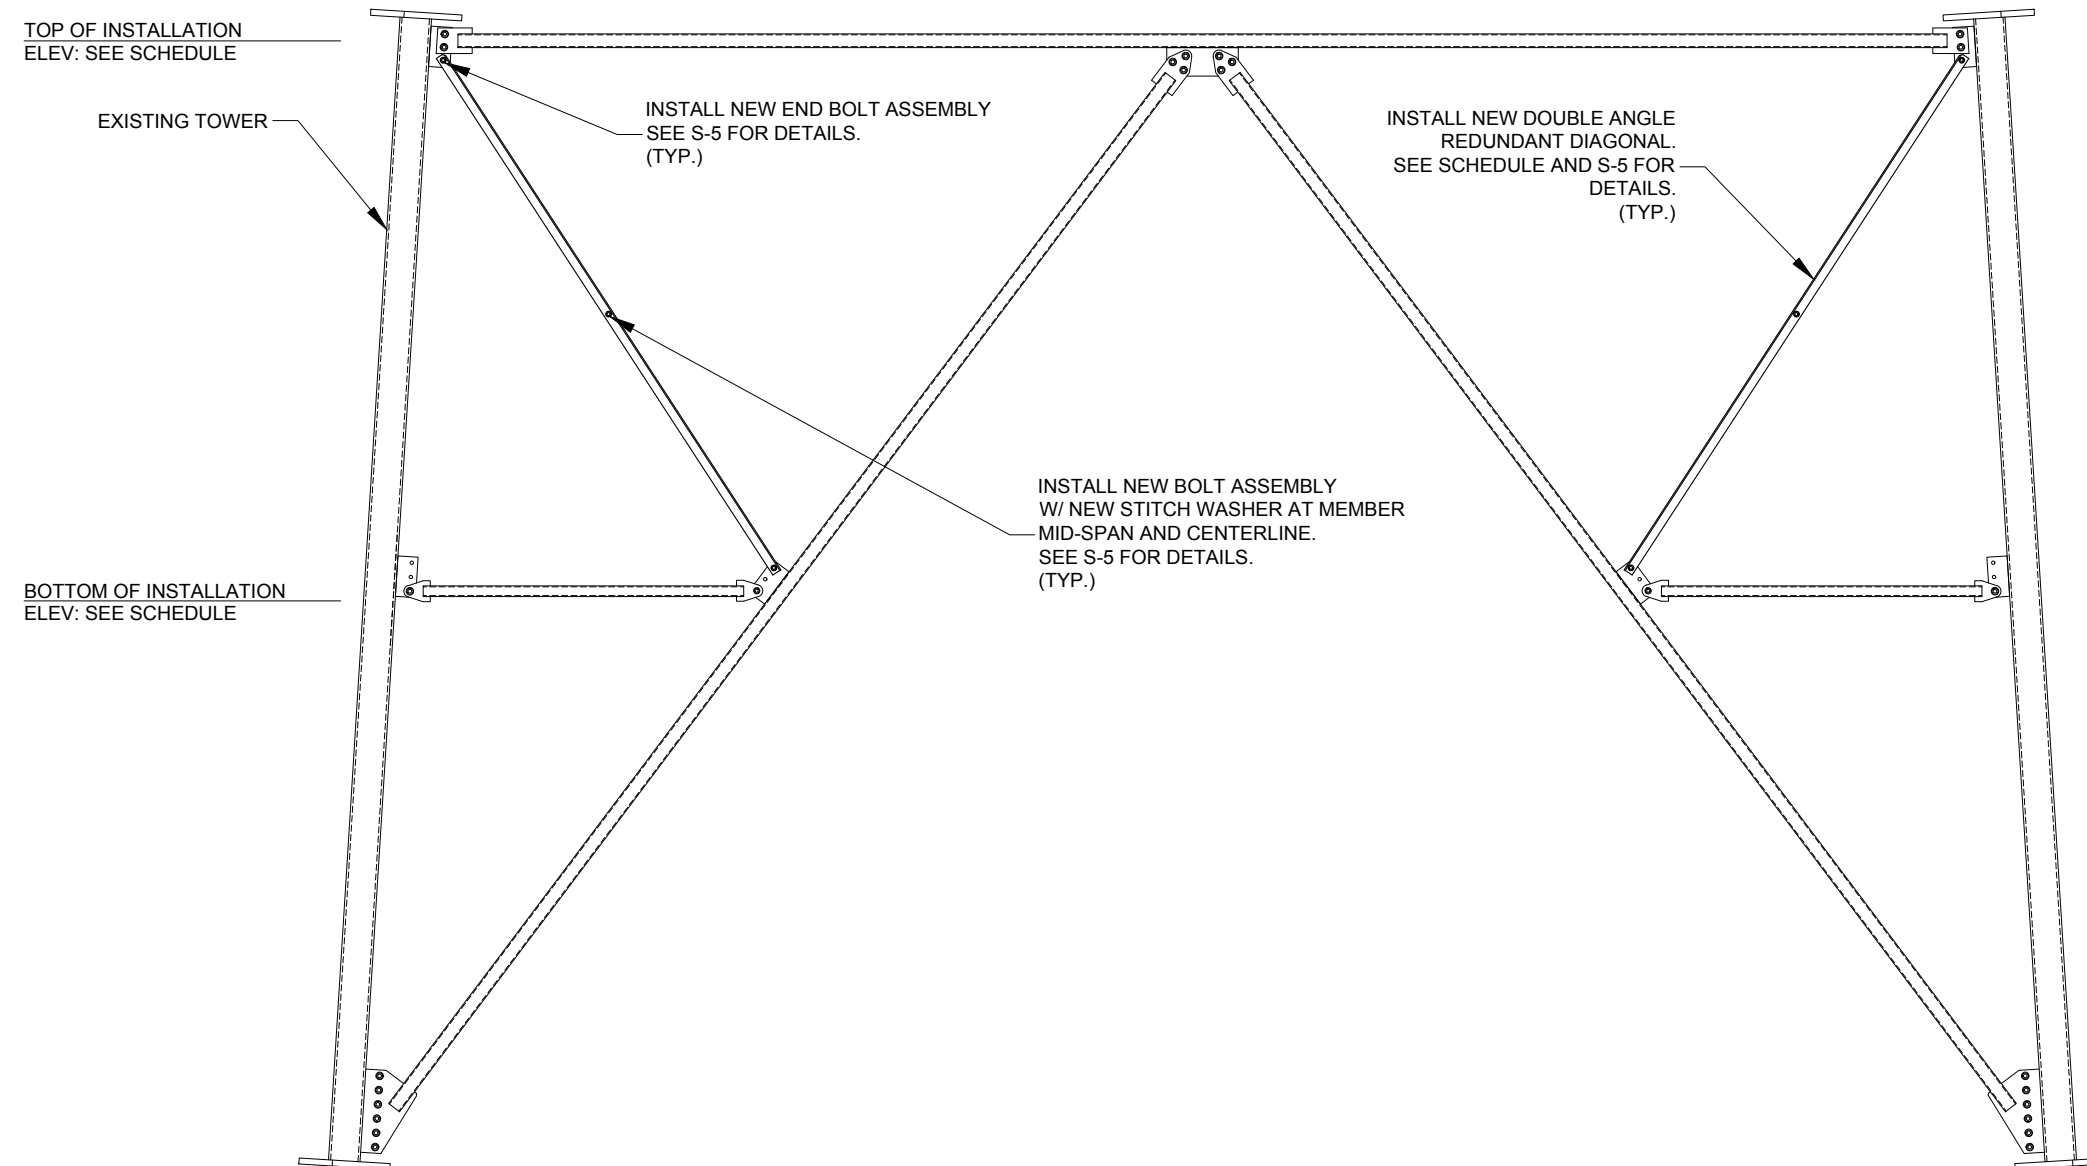 TOP OF INSTALLATION
ELEV: SEE SCHEDULE
EXISTING TOWER
INSTALL NEW END BOLT ASSEMBLY
SEE S-5 FOR DETAILS.
(TYP.)
INSTALL NEW DOUBLE ANGLE
REDUNDANT DIAGONAL.
SEE SCHEDULE AND S-5 FOR
DETAILS.
(TYP.)
INSTALL NEW BOLT ASSEMBLY
W/ NEW STITCH WASHER AT MEMBER
MID-SPAN AND CENTERLINE.
SEE S-5 FOR DETAILS.
(TYP.)
BOTTOM OF INSTALLATION
ELEV: SEE SCHEDULE